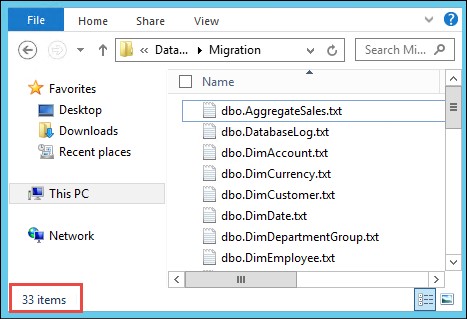 File Home Share View
«  Data... ▸ Migration
Search Mi...
Favorites
Desktop
Downloads
Recent places
This PC
Network
Name
dbo.AggregateSales.txt
dbo.DatabaseLog.txt
dbo.DimAccount.txt
dbo.DimCurrency.txt
dbo.DimCustomer.txt
dbo.DimDate.txt
dbo.DimDepartmentGroup.txt
dbo.DimEmployee.txt
33 items